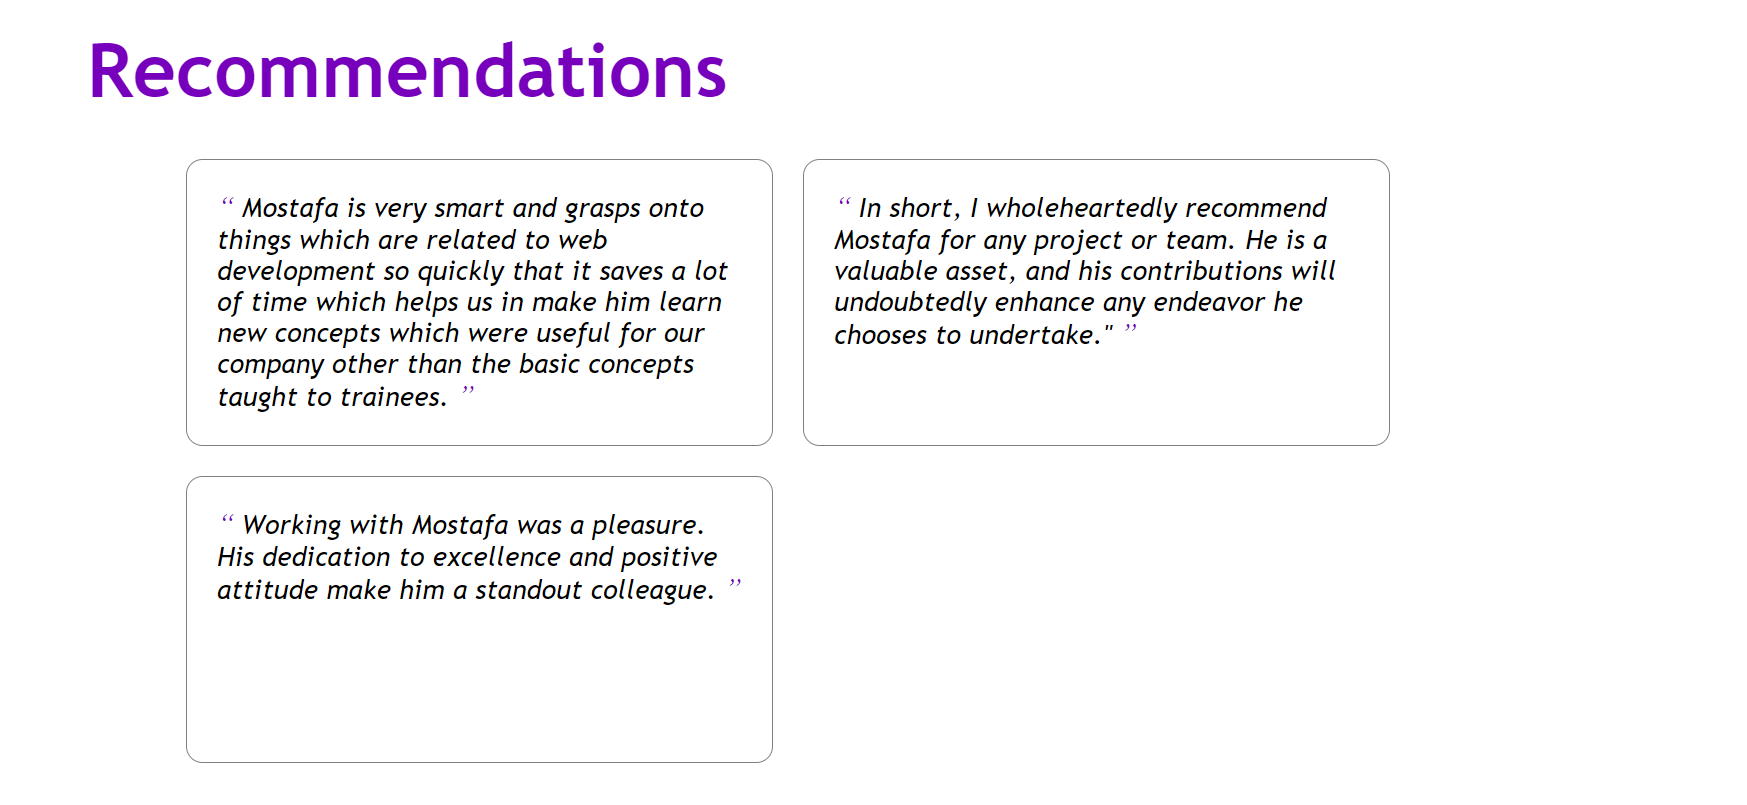 Recommendations
“ Mostafa is very smart and grasps onto
things which are related to web
development so quickly that it saves a lot
of time which helps us in make him learn
new concepts which were useful for our
company other than the basic concepts
taught to trainees. ”
“ In short, I wholeheartedly recommend
Mostafa for any project or team. He is a
valuable asset, and his contributions will
undoubtedly enhance any endeavor he
chooses to undertake." ”
“ Working with Mostafa was a pleasure.
His dedication to excellence and positive
attitude make him a standout colleague. ”